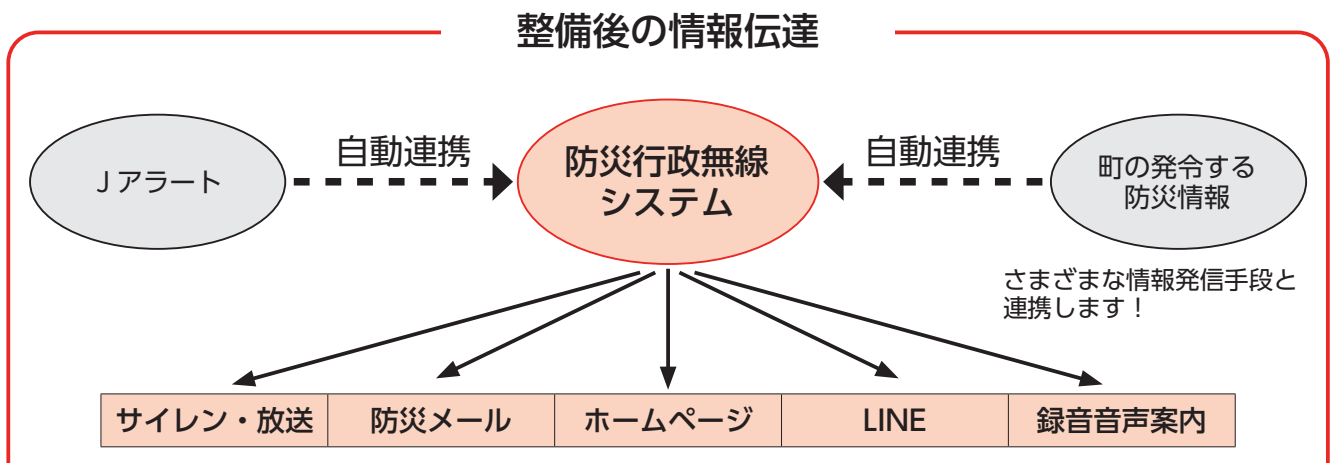 整備後の情報伝達
Jアラート
自動連携
防災行政無線
システム
自動連携
町の発令する
防災情報
さまざまな情報発信手段と
連携します！
サイレン・放送
防災メール
ホームページ
LINE
録音音声案内